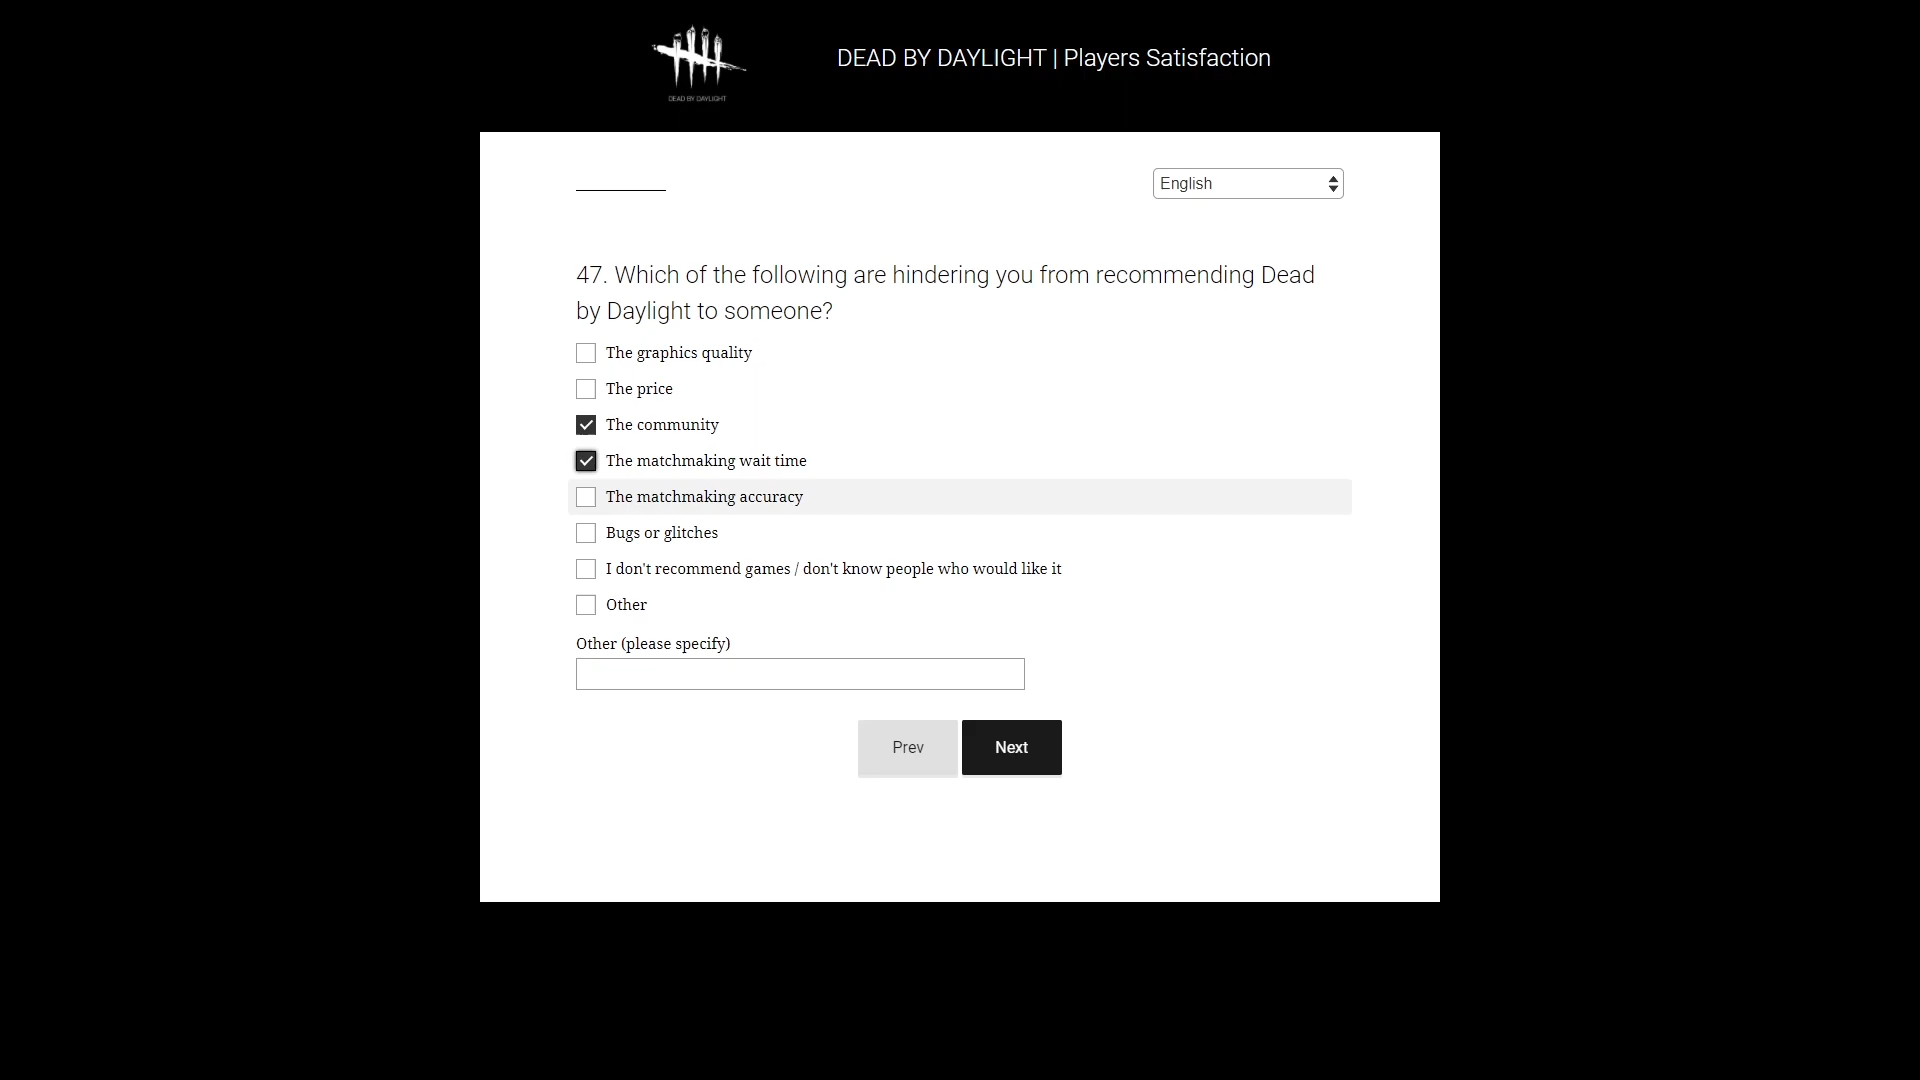 DEAD BY DAYLIGHT
DEAD BY DAYLIGHT | Players Satisfaction
English
47. Which of the following are hindering you from recommending Dead
by Daylight to someone?
The graphics quality
The price
The community
The matchmaking wait time
The matchmaking accuracy
Bugs or glitches
I don't recommend games / don't know people who would like it
Other
Other (please specify)
Prev
Next